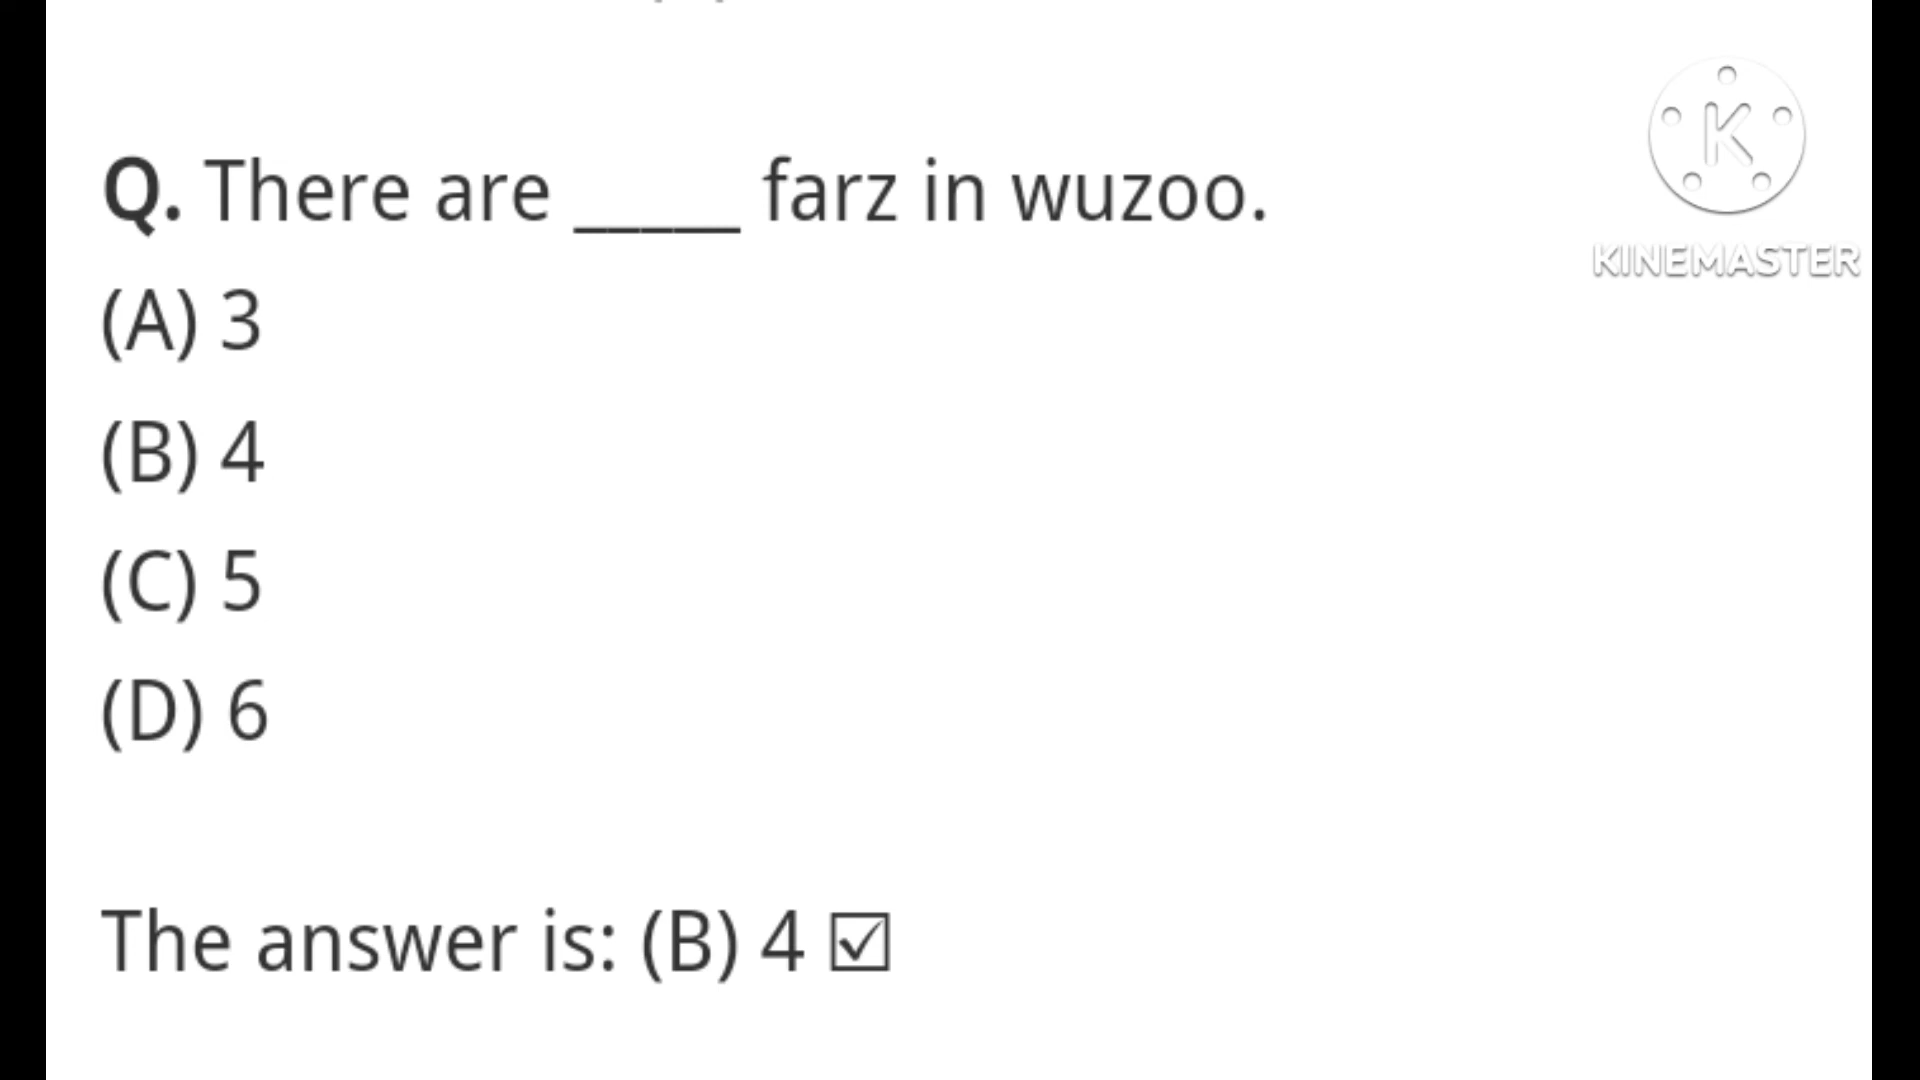 Q. There are _____ farz in wuzoo.
(A) 3
(B) 4
(C) 5
(D) 6
The answer is: (B) 4 ☑
K
KINEMASTER